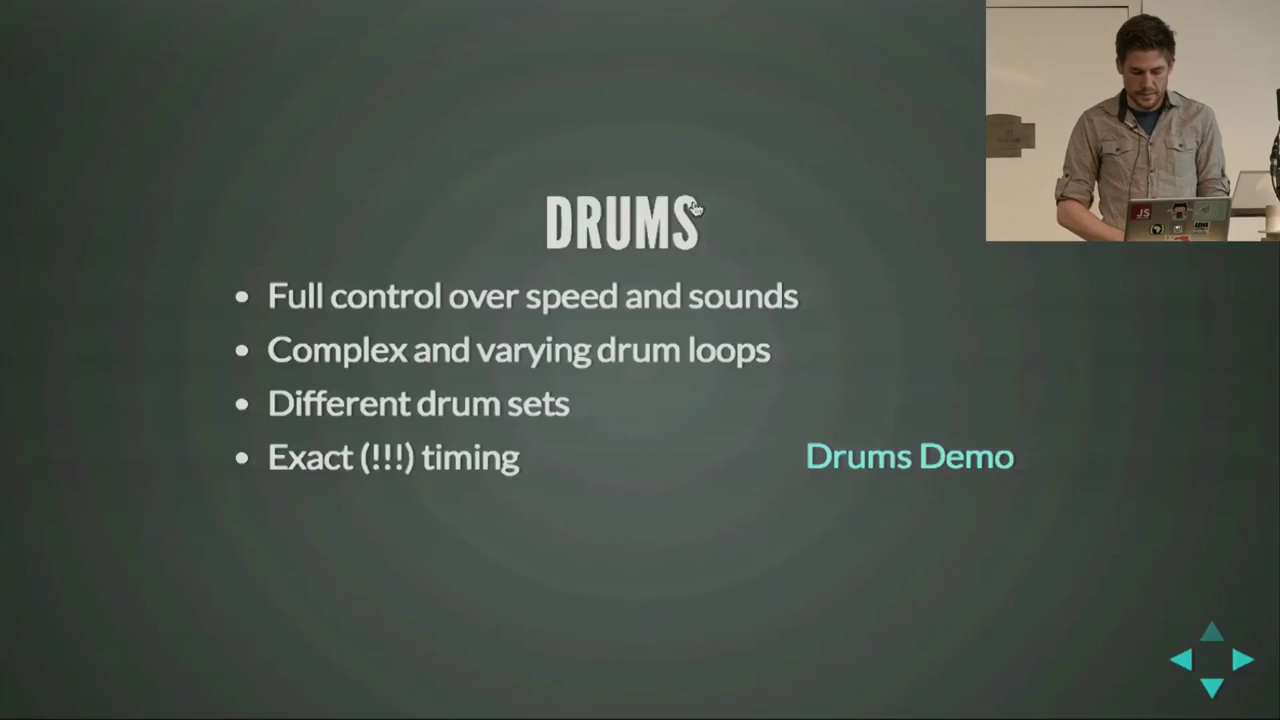 DRUMS
Full control over speed and sounds
Complex and varying drum loops
Different drum sets
Exact (!!!) timing
Drums Demo
JS